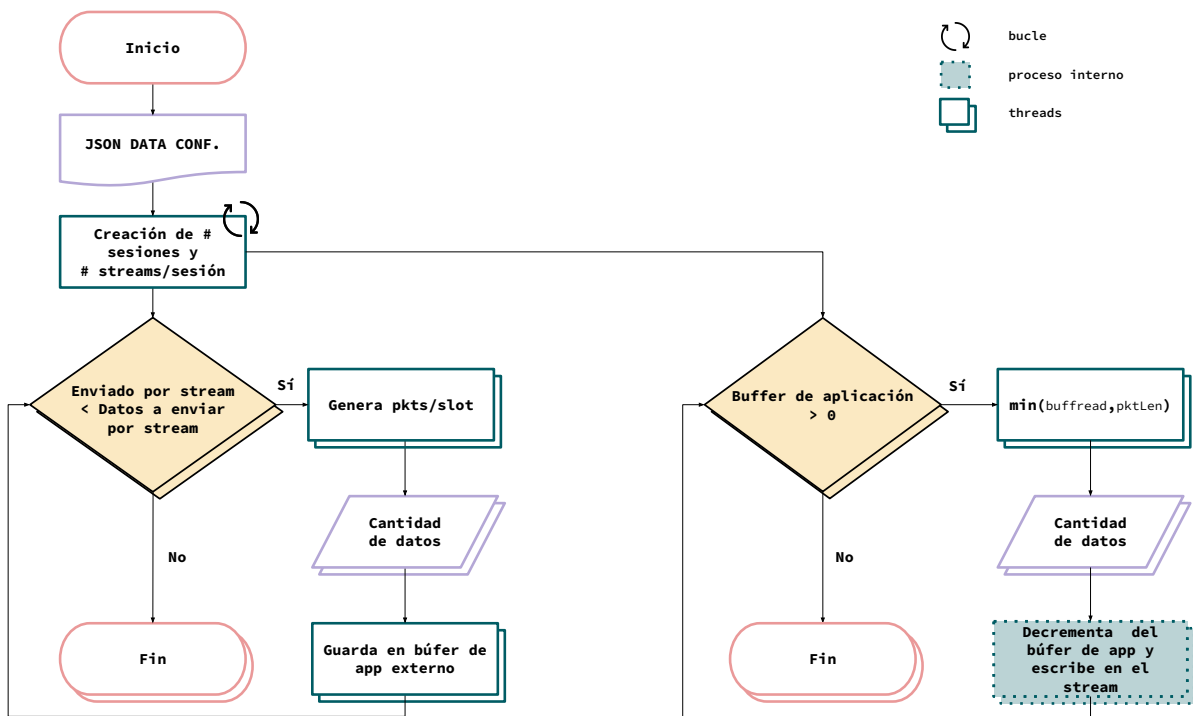 Inicio
JSON DATA CONF.
Creación de #
sesiones y
# streams/sesión
Enviado por stream
< Datos a enviar
por stream
Sí
Genera pkts/slot
Cantidad
de datos
Guarda en búfer de
app externo
No
Fin
Buffer de aplicación
> 0
Sí
min(buffread,pktLen)
Cantidad
de datos
Decrementa del
búfer de app y
escribe en el
stream
No
Fin
bucle
proceso interno
threads